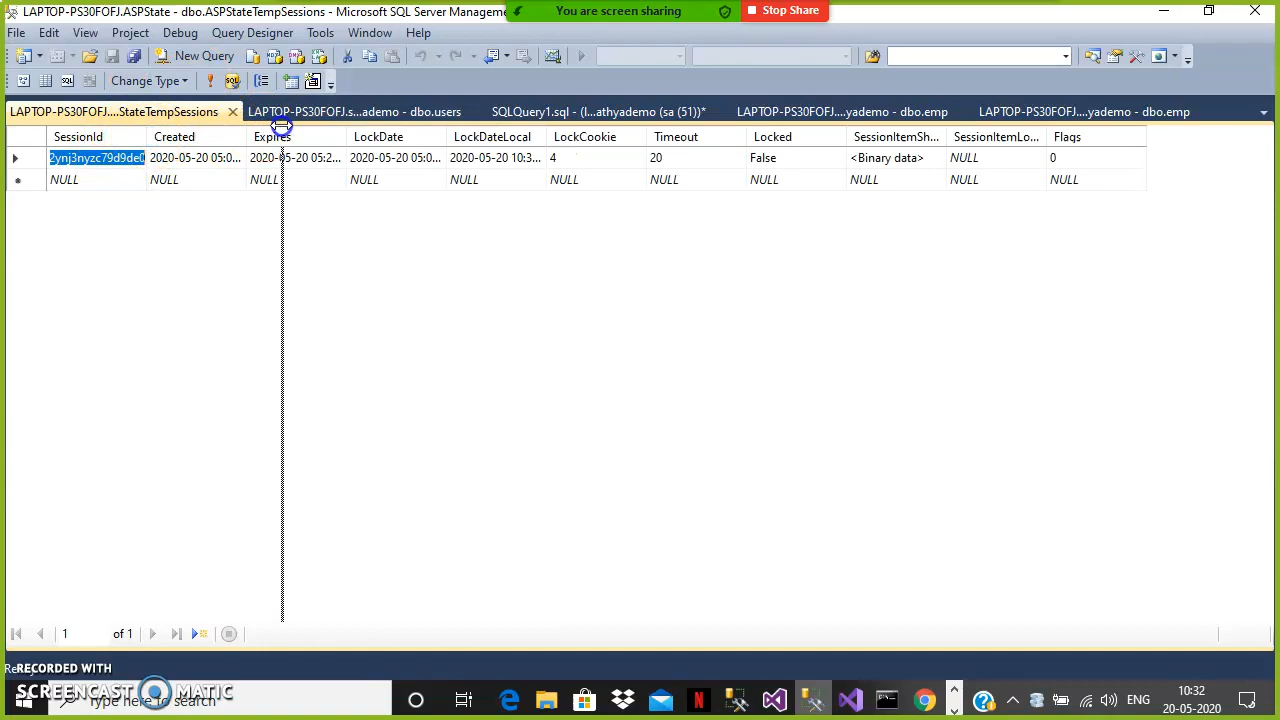 LAPTOP-PS30FOFJ.ASPState - dbo.ASPStateTempSessions - Microsoft SQL Server Manageme
You are screen sharing
Stop Share
File Edit View Project Debug Query Designer Tools Window Help
New Query
Change Type
LAPTOP-PS30FOFJ....StateTempSessions LAPTOP-PS30FOFJ.s...ademo - dbo.users SQLQuery1.sql - (l...athyademo (sa (51))* LAPTOP-PS30FOFJ....yademo - dbo.emp LAPTOP-PS30FOFJ....yademo - dbo.emp
SessionId Created Expires LockDate LockDateLocal LockCookie Timeout Locked SessionItemSh... SessionItemLo... Flags
2ynj3nyzc79d9de0 2020-05-20 05:0... 2020-05-20 05:2... 2020-05-20 05:0... 2020-05-20 10:3... 4 20 False <Binary data> NULL 0
NULL NULL NULL NULL NULL NULL NULL NULL NULL NULL NULL
1 of 1
RECORDED WITH
SCREENCAST MATIC
Type here to search
ENG
10:32
20-05-2020